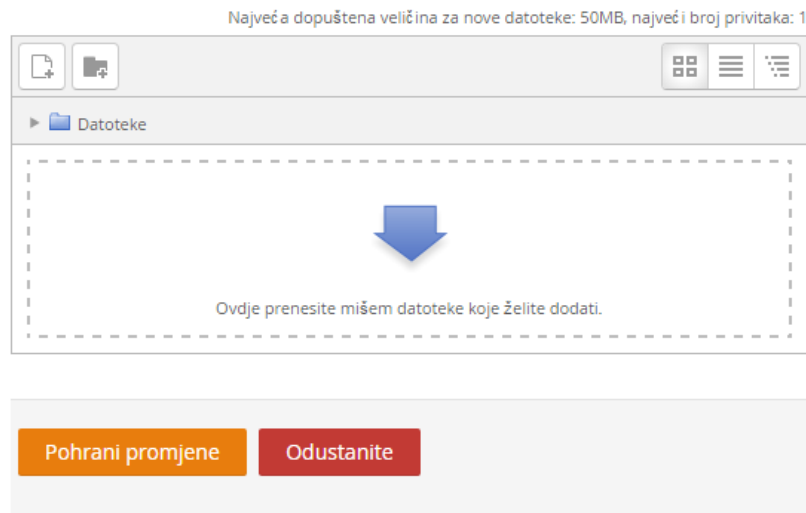 Najveća dopuštena veličina za nove datoteke: 50MB, najveći broj privitaka: 1
Datoteke
Ovdje prenesite mišem datoteke koje želite dodati.
Pohrani promjene
Odustanite